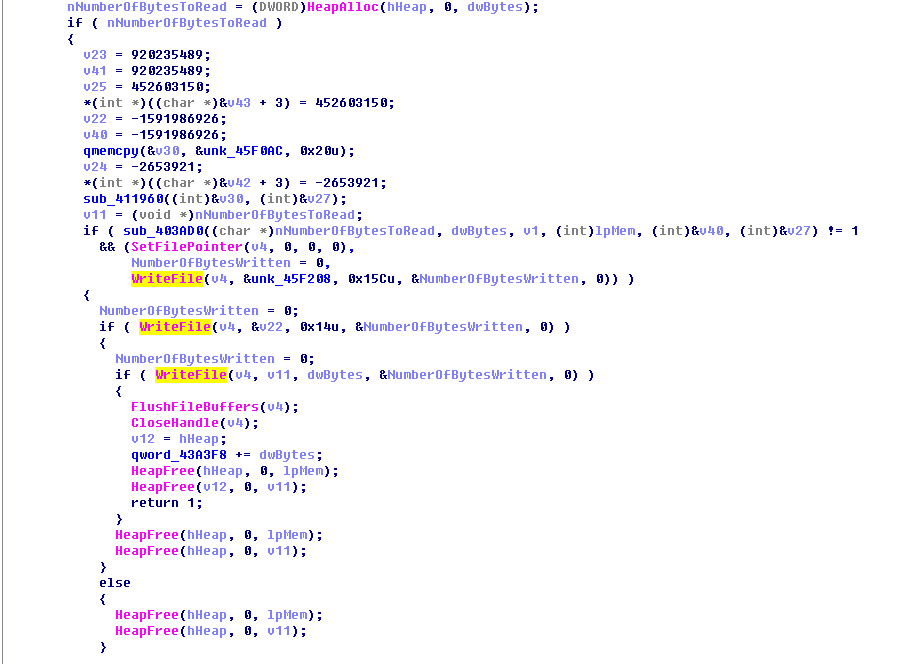 nNumberOfBytesToRead = (DWORD)HeapAlloc(hHeap, 0, dwBytes);
if ( nNumberOfBytesToRead )
{
v23 = 920235489;
v41 = 920235489;
v25 = 452603150;
*(int *)((char *)&v43 + 3) = 452603150;
v22 = -1591986926;
v40 = -1591986926;
qmemcpy(&v30, &unk_45F0AC, 0x20u);
v24 = -2653921;
*(int *)((char *)&v42 + 3) = -2653921;
sub_411960((int)&v30, (int)&v27);
v11 = (void *)nNumberOfBytesToRead;
if ( sub_403AD0((char *)nNumberOfBytesToRead, dwBytes, v1, (int)lpMem, (int)&v40, (int)&v27) != 1
&& (SetFilePointer(v4, 0, 0, 0),
NumberOfBytesWritten = 0,
WriteFile(v4, &unk_45F208, 0x15Cu, &NumberOfBytesWritten, 0)) )
{
NumberOfBytesWritten = 0;
if ( WriteFile(v4, &v22, 0x14u, &NumberOfBytesWritten, 0) )
{
NumberOfBytesWritten = 0;
if ( WriteFile(v4, v11, dwBytes, &NumberOfBytesWritten, 0) )
{
FlushFileBuffers(v4);
CloseHandle(v4);
v12 = hHeap;
qword_43A3F8 += dwBytes;
HeapFree(hHeap, 0, lpMem);
HeapFree(v12, 0, v11);
return 1;
}
HeapFree(hHeap, 0, lpMem);
HeapFree(hHeap, 0, v11);
}
else
{
HeapFree(hHeap, 0, lpMem);
HeapFree(hHeap, 0, v11);
}